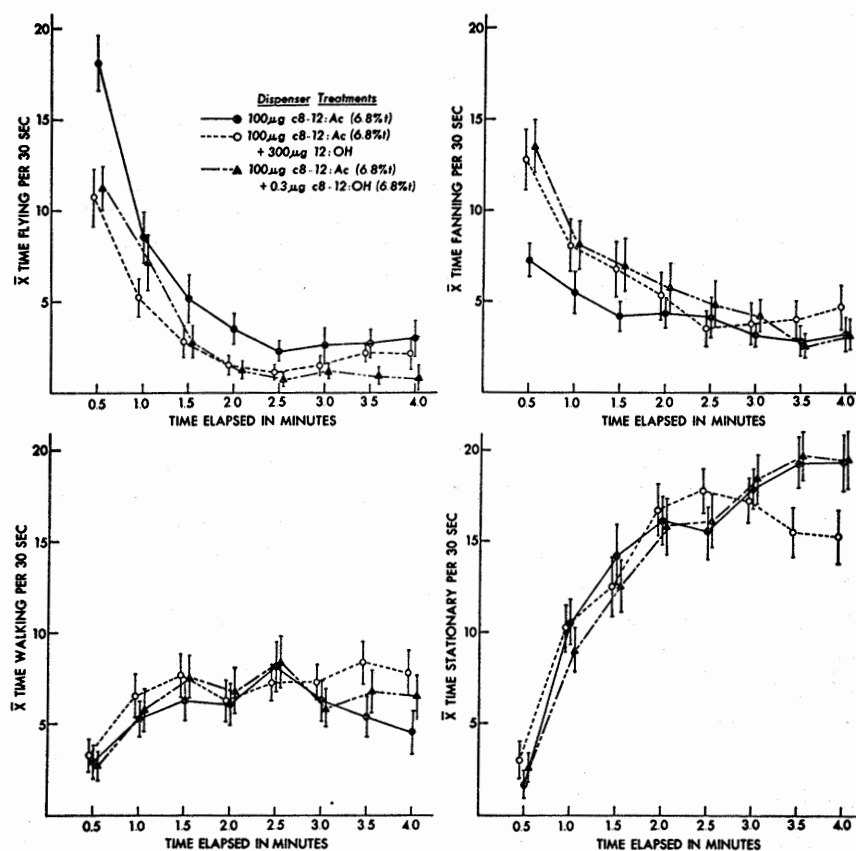 20
15
10
5
X̄ TIME FLYING PER 30 SEC
Dispenser Treatments
100μg c8-12:Ac (6.8%t)
100μg c8-12:Ac (6.8%t)
+ 300μg 12:OH
100μg c8-12:Ac (6.8%t)
+ 0.3μg c8-12:OH (6.8%t)
0.5 1.0 1.5 2.0 2.5 3.0 3.5 4.0
TIME ELAPSED IN MINUTES
20
15
10
5
X̄ TIME FANNING PER 30 SEC
0.5 1.0 1.5 2.0 2.5 3.0 3.5 4.0
TIME ELAPSED IN MINUTES
20
15
10
5
X̄ TIME WALKING PER 30 SEC
0.5 1.0 1.5 2.0 2.5 3.0 3.5 4.0
TIME ELAPSED IN MINUTES
20
15
10
5
X̄ TIME STATIONARY PER 30 SEC
0.5 1.0 1.5 2.0 2.5 3.0 3.5 4.0
TIME ELAPSED IN MINUTES